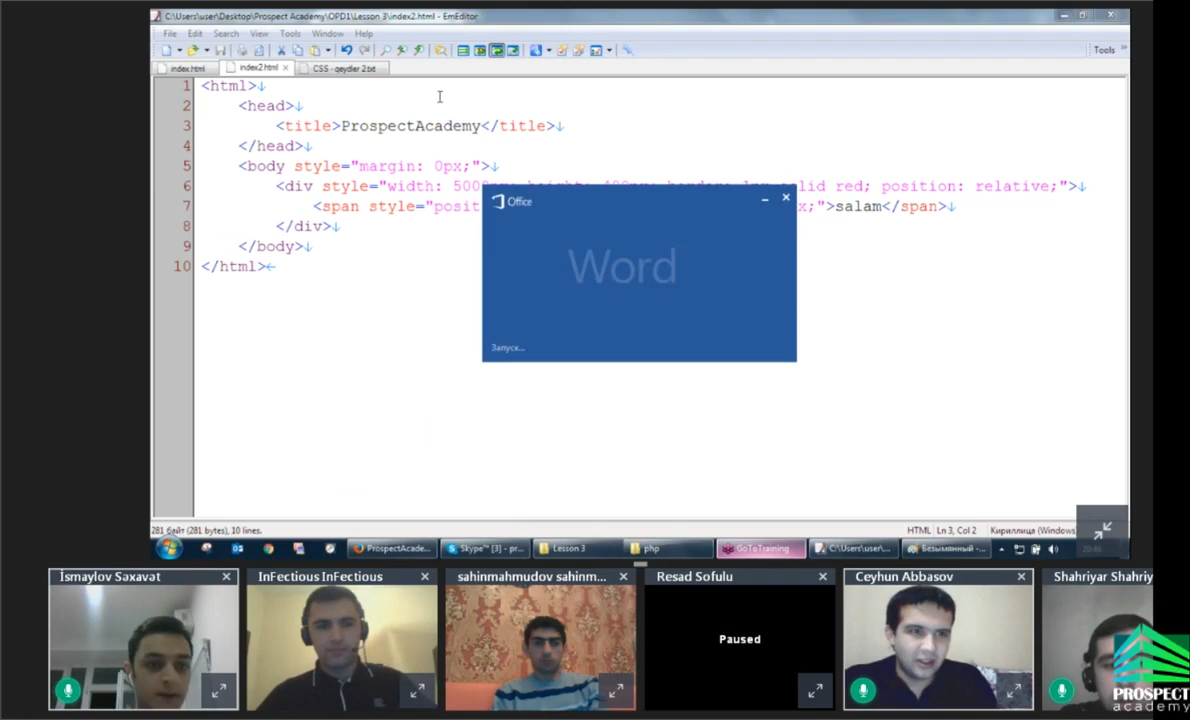 C:\Users\user\Desktop\Prospect Academy\OPD1\Lesson 3\index2.html - EmEditor
File Edit Search View Tools Window Help
Tools
index.html index2.html CSS - qeydler 2.txt
1 <html>↓
2 <head>↓
3 <title>ProspectAcademy</title>↓
4 </head>↓
5 <body style="margin: 0px;">↓
6 <div style="width: 5000 solid red; position: relative;">↓
7 <span style="posit x;">salam</span>↓
8 </div>↓
9 </body>↓
10 </html>←
Office
Word
Запуск...
281 байт (281 bytes), 10 lines. HTML Ln 3, Col 2 Кириллица (Windows)
ProspectAcade... Skype™ [3] - pr... Lesson 3 php GoToTraining C:\Users\user\... Безымянный -...
İsmaylov Səxavət InFectious InFectious sahinmahmudov sahinm... Resad Sofulu Ceyhun Abbasov Shahriyar Shahriy
Paused
PROSPECT
academy